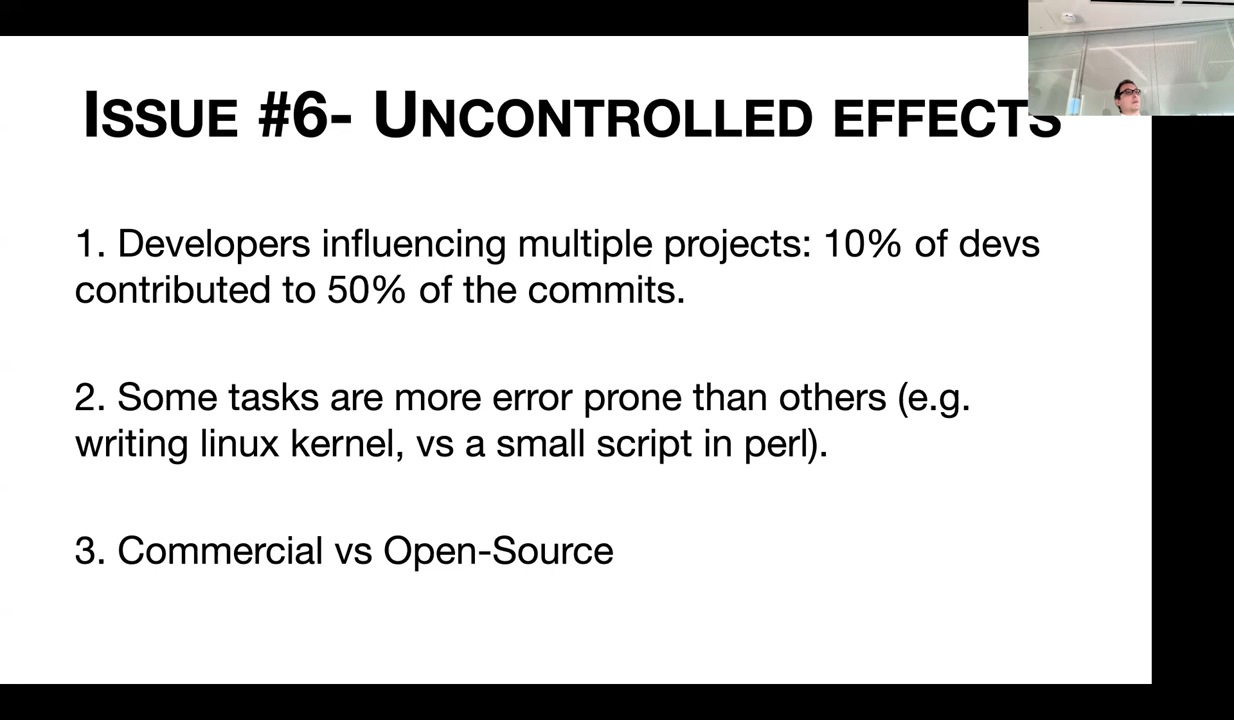 ISSUE #6- UNCONTROLLED EFFECTS
1. Developers influencing multiple projects: 10% of devs
contributed to 50% of the commits.
2. Some tasks are more error prone than others (e.g.
writing linux kernel, vs a small script in perl).
3. Commercial vs Open-Source